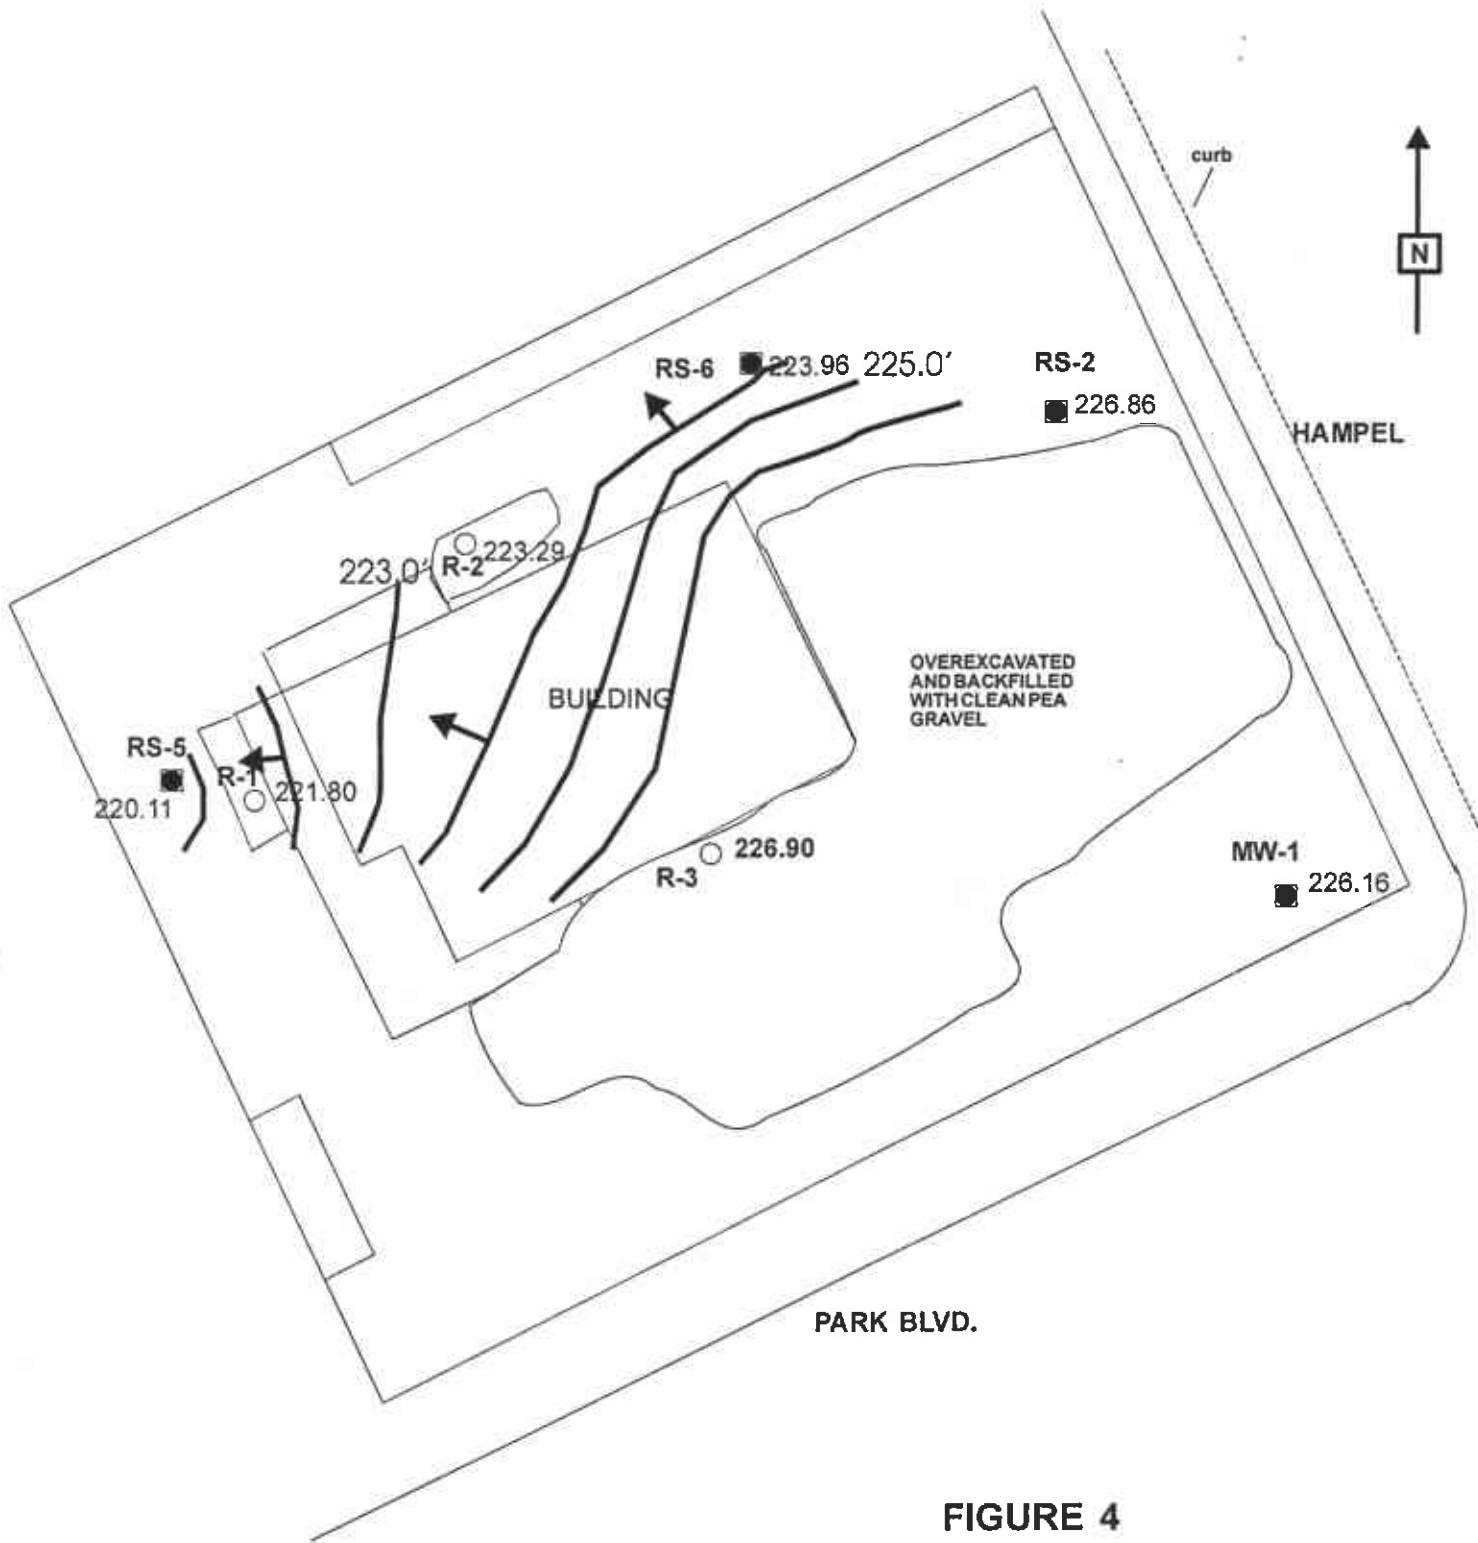 curb
N
RS-6
223.96
225.0'
RS-2
226.86
HAMPEL
223.0'
R-2
223.29
OVEREXCAVATED
AND BACKFILLED
WITH CLEAN PEA
GRAVEL
BUILDING
RS-5
R-1
221.80
220.11
R-3
226.90
MW-1
226.16
PARK BLVD.
FIGURE 4